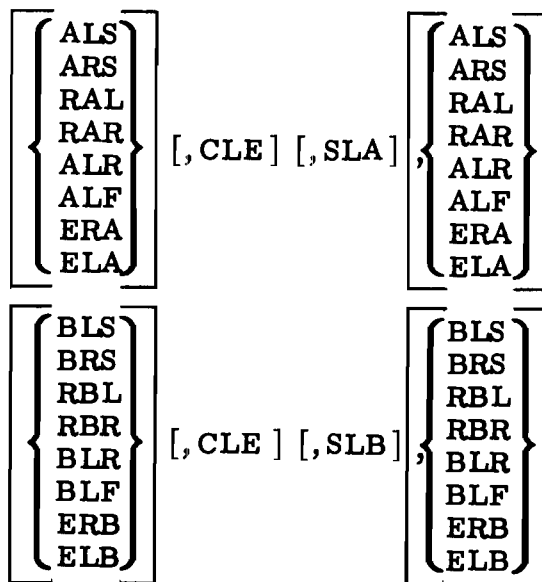 ALS ALS
ARS ARS
RAL RAL
RAR [,CLE] [,SLA] , RAR
ALR ALR
ALF ALF
ERA ERA
ELA ELA
BLS BLS
BRS BRS
RBL RBL
RBR [,CLE] [,SLB] , RBR
BLR BLR
BLF BLF
ERB ERB
ELB ELB